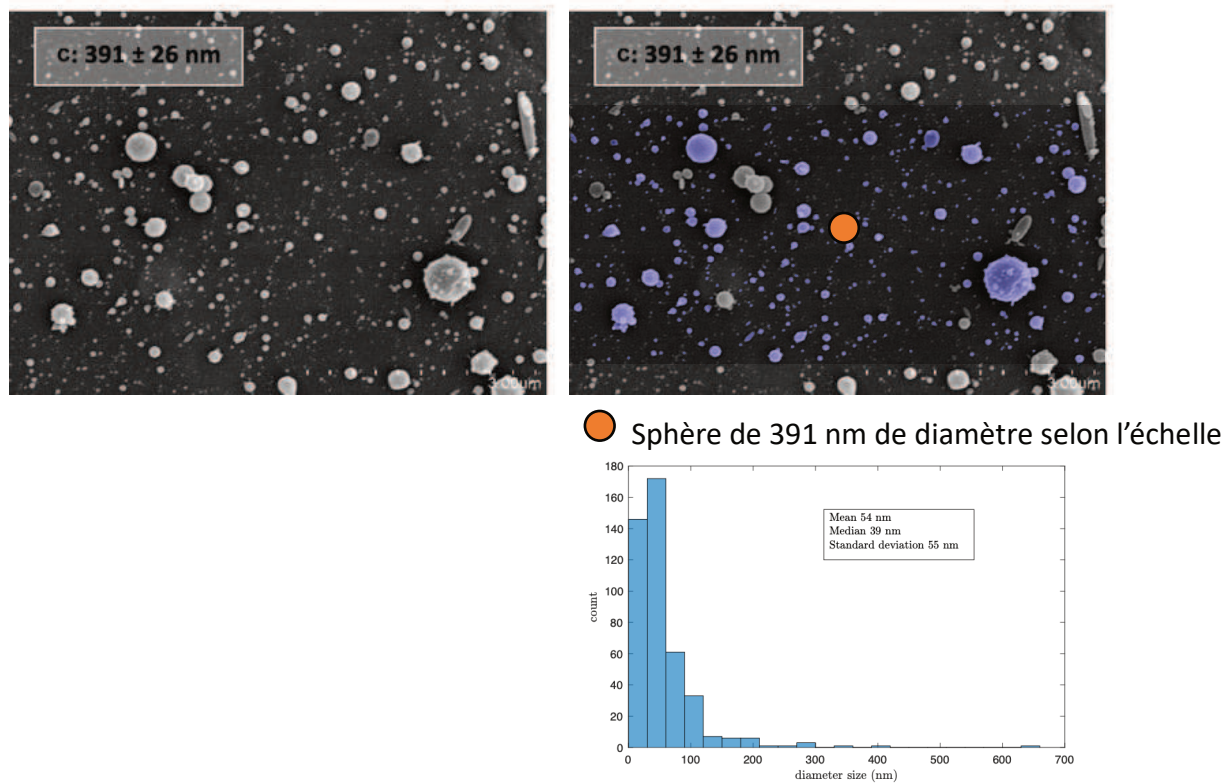 c: 391 ± 26 nm
c: 391 ± 26 nm
3.00um
3.00um
Sphère de 391 nm de diamètre selon l’échelle
180
160
140
120
100
80
60
40
20
0
count
Mean 54 nm
Median 39 nm
Standard deviation 55 nm
0 100 200 300 400 500 600 700
diameter size (nm)